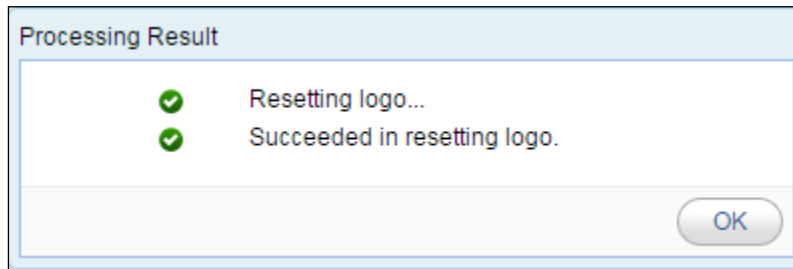 Processing Result
Resetting logo...
Succeeded in resetting logo.
OK